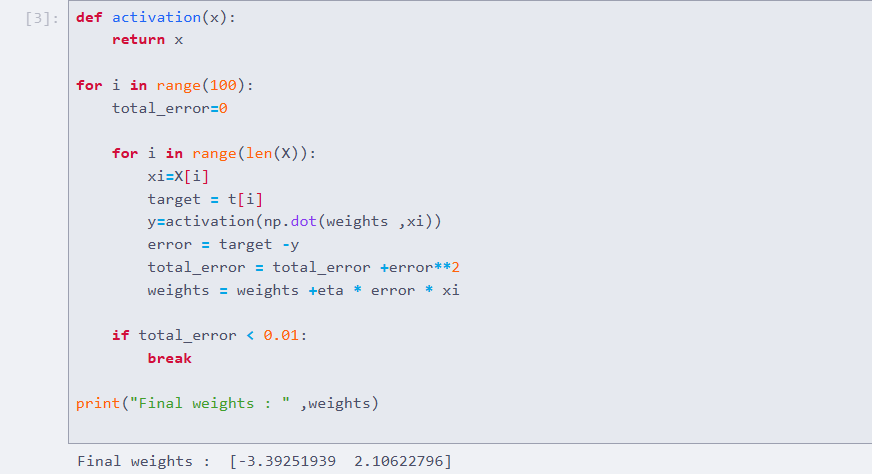 [3]:
def activation(x):
    return x
for i in range(100):
    total_error=0
    for i in range(len(X)):
        xi=X[i]
        target = t[i]
        y=activation(np.dot(weights ,xi))
        error = target -y
        total_error = total_error +error**2
        weights = weights +eta * error * xi
    if total_error < 0.01:
        break
print("Final weights : " ,weights)
Final weights :  [-3.39251939  2.10622796]